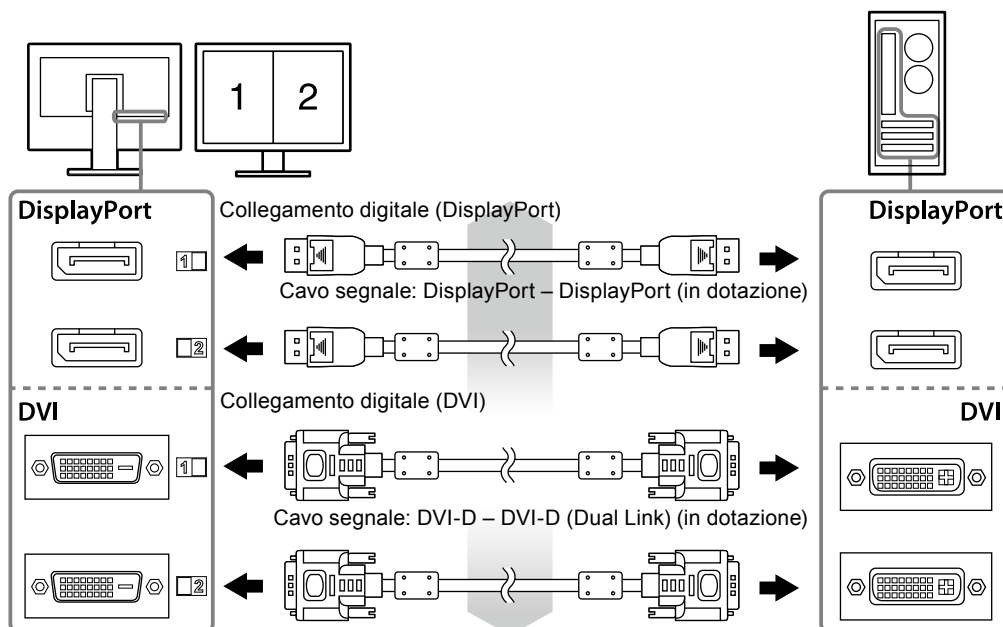 1 2
DisplayPort
Collegamento digitale (DisplayPort)
DisplayPort
1
Cavo segnale: DisplayPort – DisplayPort (in dotazione)
2
DVI
Collegamento digitale (DVI)
DVI
1
Cavo segnale: DVI-D – DVI-D (Dual Link) (in dotazione)
2